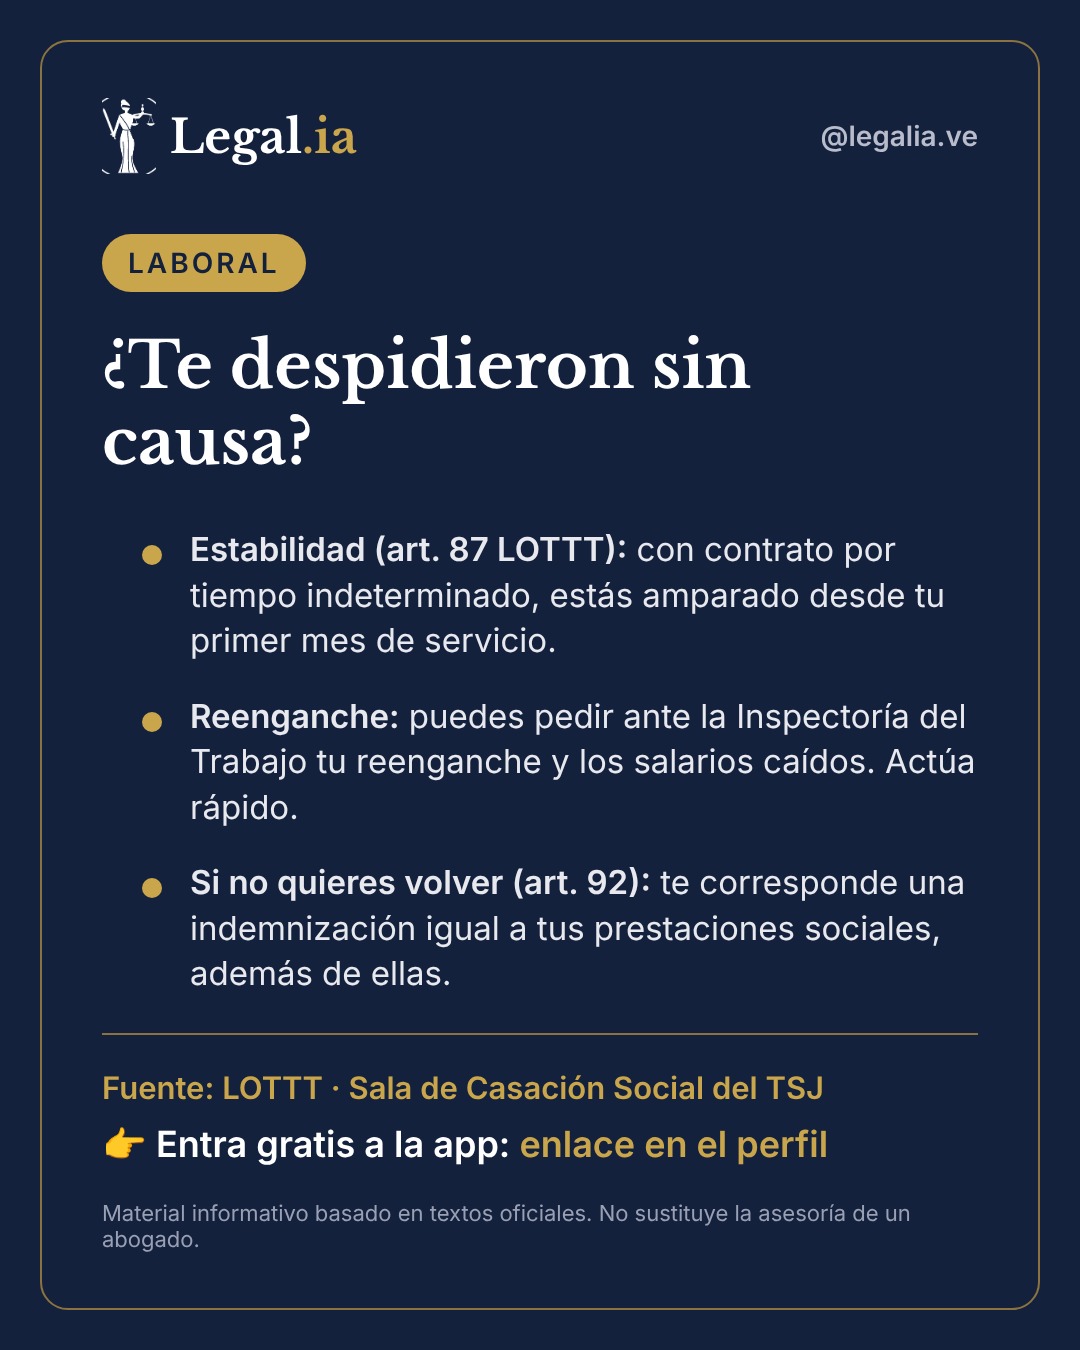 Legal.ia
@legalia.ve
LABORAL
¿Te despidieron sin
causa?
Estabilidad (art. 87 LOTTT): con contrato por
tiempo indeterminado, estás amparado desde tu
primer mes de servicio.
Reenganche: puedes pedir ante la Inspectoría del
Trabajo tu reenganche y los salarios caídos. Actúa
rápido.
Si no quieres volver (art. 92): te corresponde una
indemnización igual a tus prestaciones sociales,
además de ellas.
Fuente: LOTTT · Sala de Casación Social del TSJ
👉 Entra gratis a la app: enlace en el perfil
Material informativo basado en textos oficiales. No sustituye la asesoría de un
abogado.